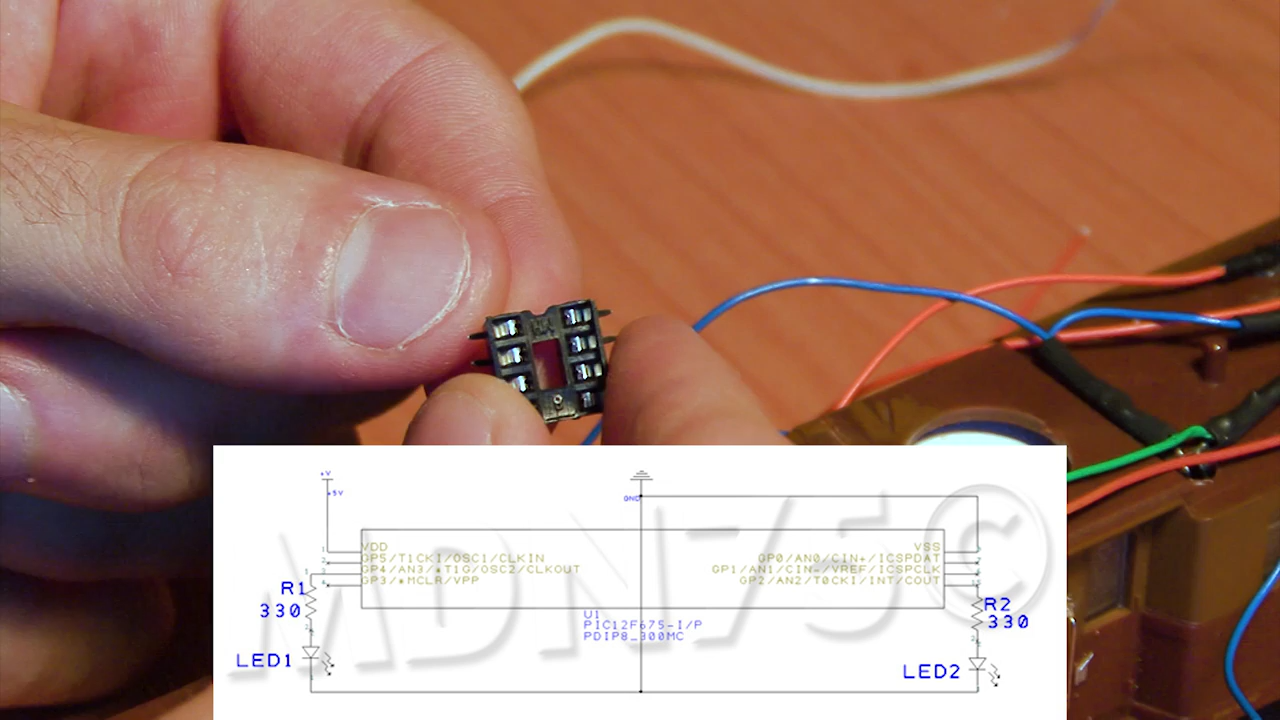 +V
+5V
GND
VDD
GP5/T1CKI/OSC1/CLKIN
GP4/AN3/*T1G/OSC2/CLKOUT
GP3/*MCLR/VPP
VSS
GP0/AN0/CIN+/ICSPDAT
GP1/AN1/CIN-/VREF/ICSPCLK
GP2/AN2/T0CKI/INT/COUT
R1
330
LED1
U1
PIC12F675-I/P
PDIP8_300MC
R2
330
LED2
MDN75©